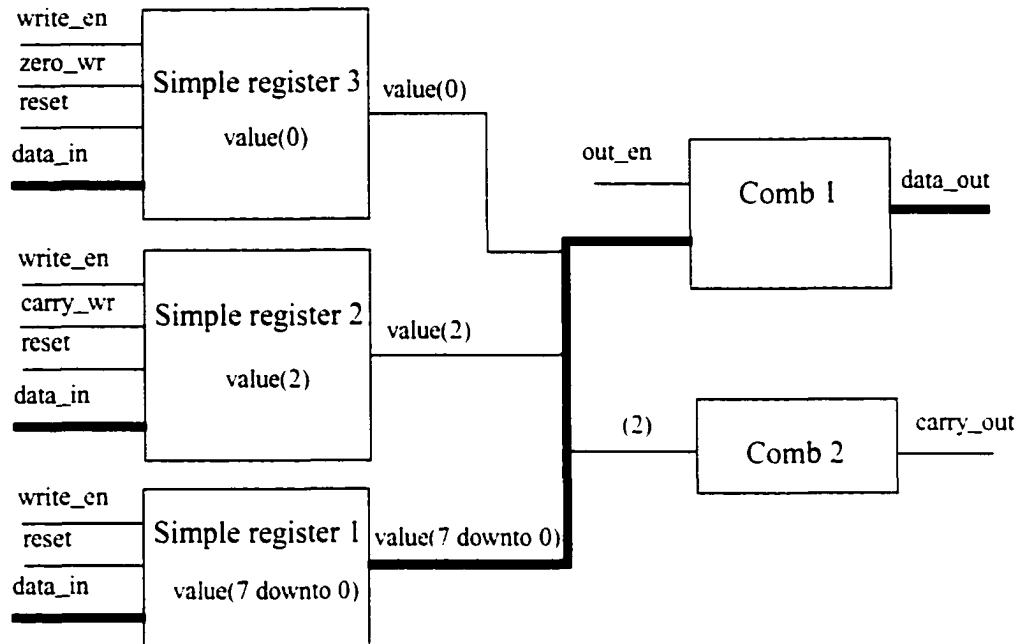 write_en
zero_wr
reset
data_in
Simple register 3
value(0)
value(0)
write_en
carry_wr
reset
data_in
Simple register 2
value(2)
value(2)
write_en
reset
data_in
Simple register 1
value(7 downto 0)
value(7 downto 0)
out_en
Comb 1
data_out
(2)
Comb 2
carry_out